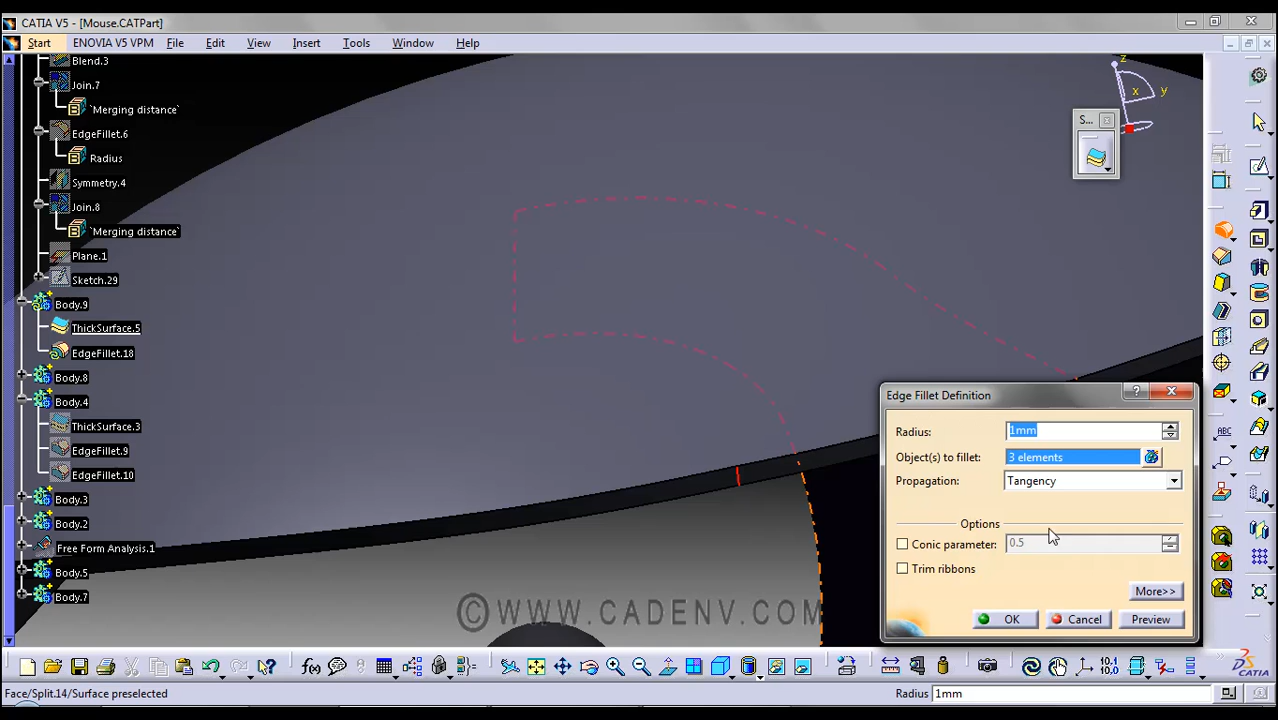 CATIA V5 - [Mouse.CATPart]
Start ENOVIA V5 VPM File Edit View Insert Tools Window Help
Blend.3
Join.7
`Merging distance`
EdgeFillet.6
Radius
Symmetry.4
Join.8
`Merging distance`
Plane.1
Sketch.29
Body.9
ThickSurface.5
EdgeFillet.18
Body.8
Body.4
ThickSurface.3
EdgeFillet.9
EdgeFillet.10
Body.3
Body.2
Free Form Analysis.1
Body.5
Body.7
z
x
y
S...
Edge Fillet Definition
Radius: 1mm
Object(s) to fillet: 3 elements
Propagation: Tangency
Options
Conic parameter: 0.5
Trim ribbons
More>>
OK Cancel Preview
©WWW.CADENV.COM
ABC
f(x)
10,1
0,1
Face/Split.14/Surface preselected
Radius 1mm